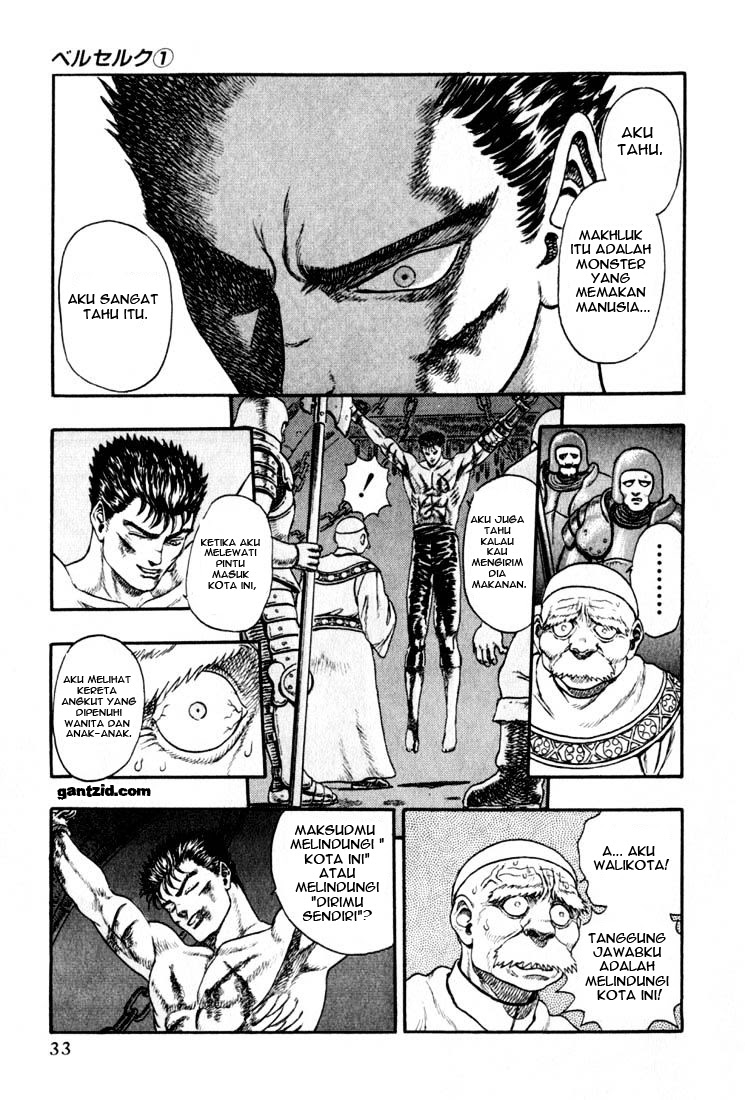 ベルセルク①
AKU
TAHU.
MAKHLUK
ITU ADALAH
MONSTER
YANG
MEMAKAN
MANUSIA...
AKU SANGAT
TAHU ITU.
!
AKU JUGA
TAHU
KALAU
KAU
MENGIRIM
DIA
MAKANAN.
........
KETIKA AKU
MELEWATI
PINTU
MASUK
KOTA INI,
AKU MELIHAT
KERETA
ANGKUT YANG
DIPENUHI
WANITA DAN
ANAK-ANAK.
gantzid.com
A... AKU
WALIKOTA!
TANGGUNG
JAWABKU
ADALAH
MELINDUNGI
KOTA INI!
MAKSUDMU
MELINDUNGI "
KOTA INI"
ATAU
MELINDUNGI
"DIRIMU
SENDIRI"?
33